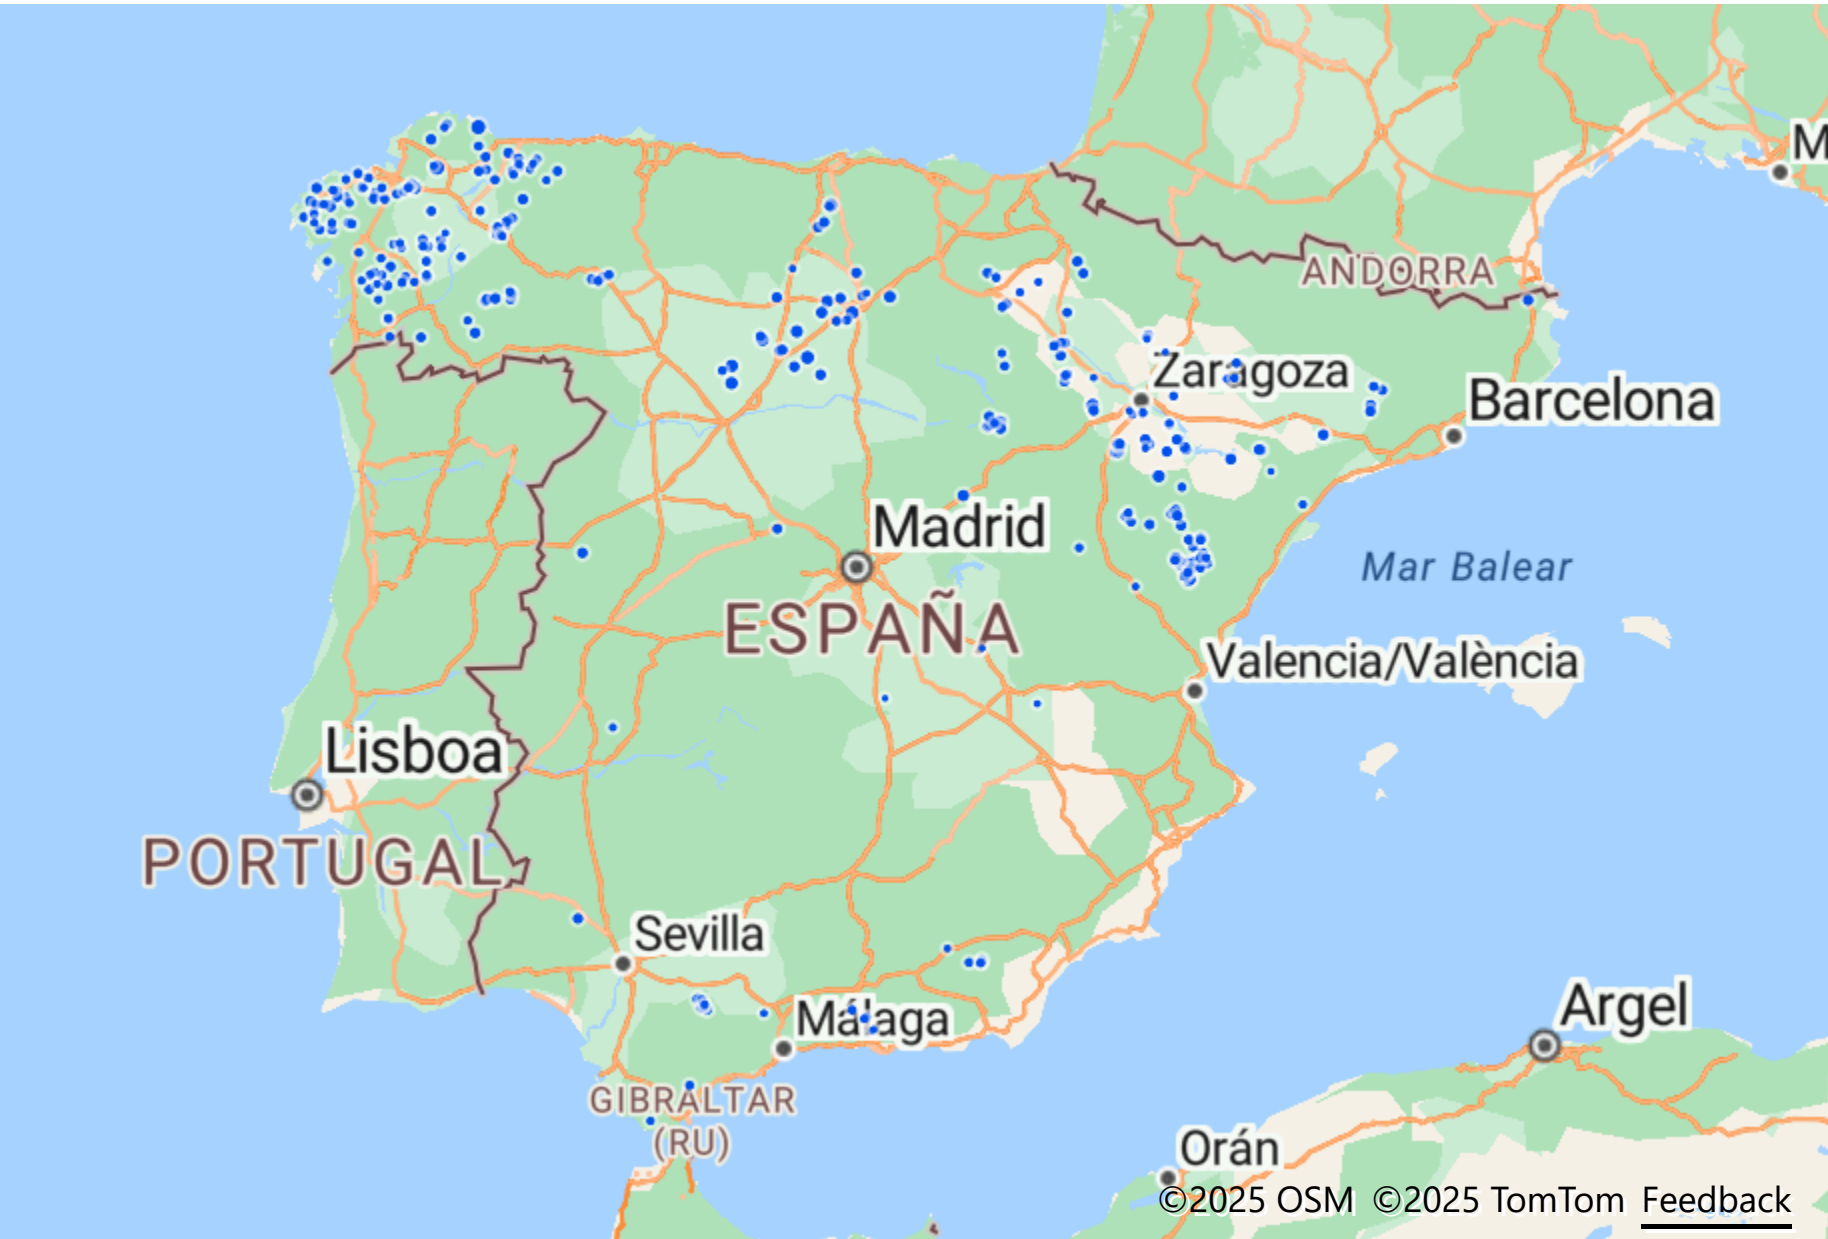 M
ANDORRA
Zaragoza
Barcelona
Madrid
Mar Balear
ESPAÑA
Valencia/València
Lisboa
PORTUGAL
Sevilla
Málaga
Argel
GIBRALTAR
(RU)
Orán
©2025 OSM ©2025 TomTom Feedback